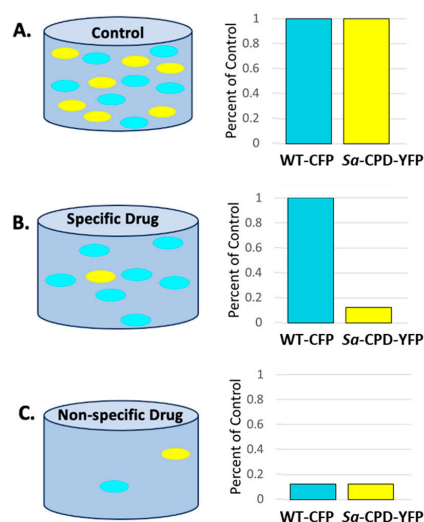 A.
Control
Percent of Control
1
0.8
0.6
0.4
0.2
0
WT-CFP Sa-CPD-YFP
B.
Specific Drug
Percent of Control
1
0.8
0.6
0.4
0.2
0
WT-CFP Sa-CPD-YFP
C.
Non-specific Drug
Percent of Control
1
0.8
0.6
0.4
0.2
0
WT-CFP Sa-CPD-YFP